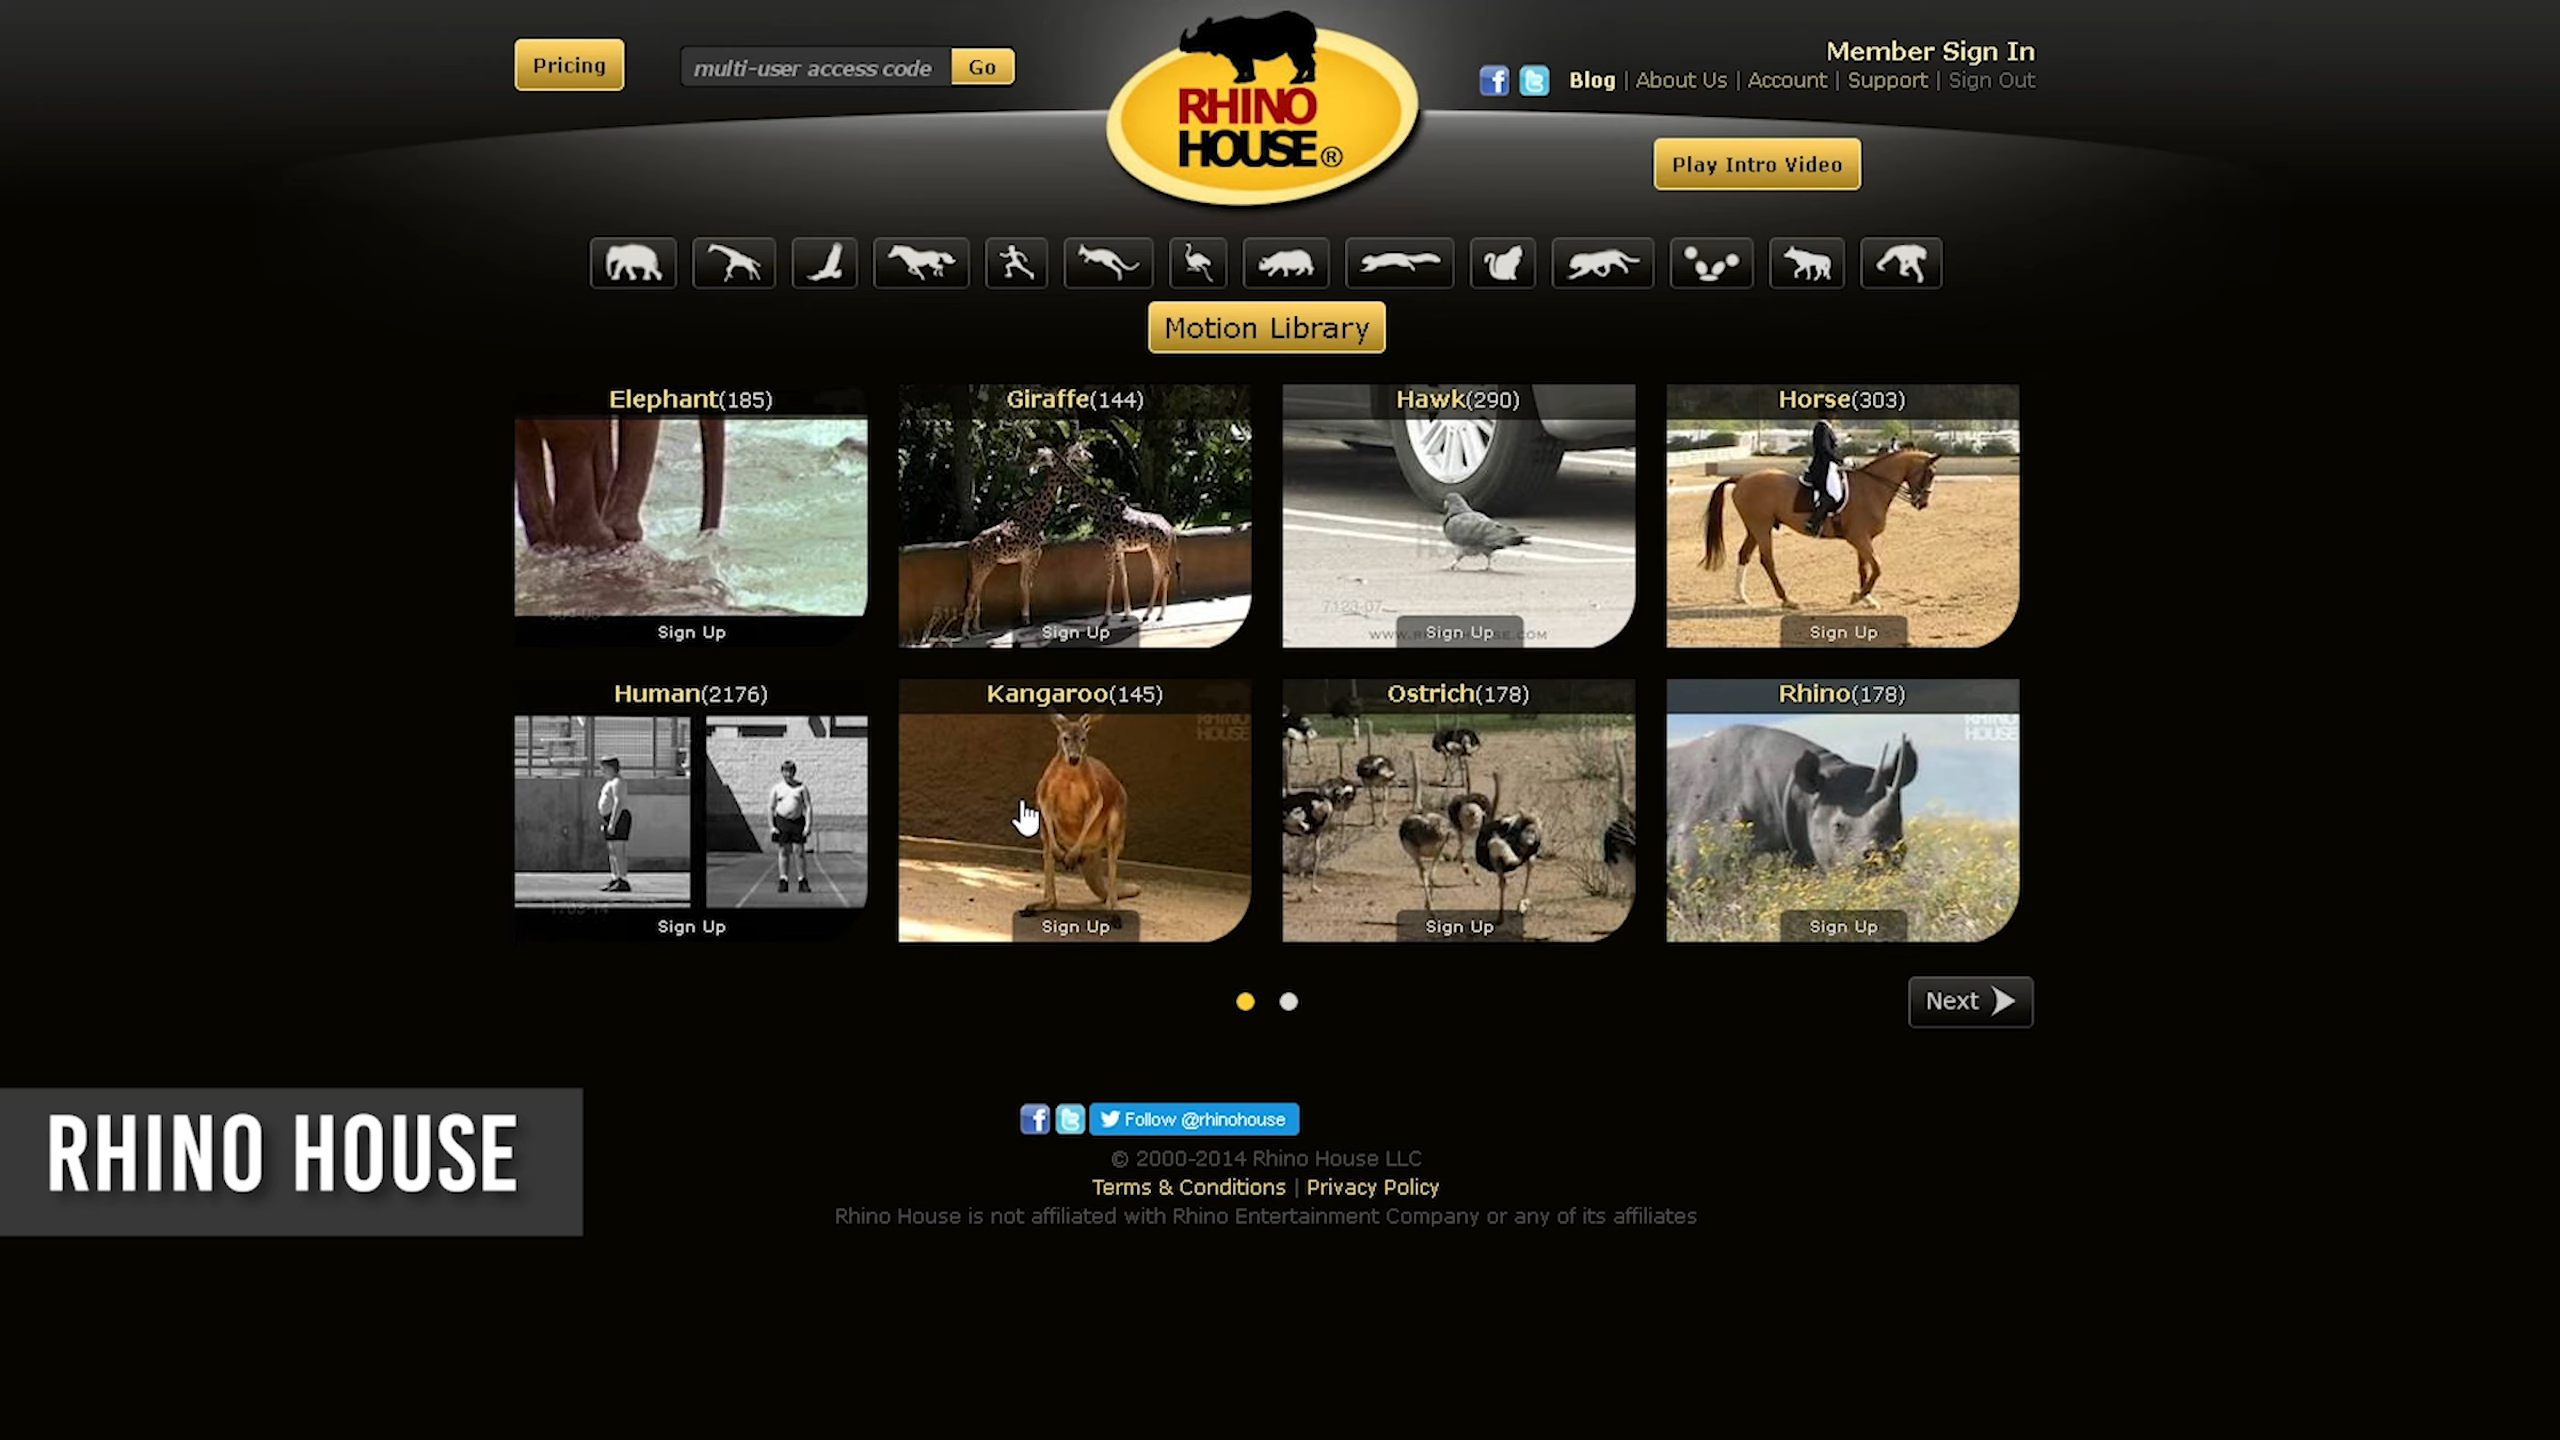 Pricing
multi-user access code Go
RHINO
HOUSE®
Member Sign In
Blog | About Us | Account | Support | Sign Out
Play Intro Video
Motion Library
Elephant(185)
Giraffe(144)
Hawk(290)
Horse(303)
Sign Up
Sign Up
Sign Up
Sign Up
Human(2176)
Kangaroo(145)
Ostrich(178)
Rhino(178)
RHINO
HOUSE
RHINO
HOUSE
Sign Up
Sign Up
Sign Up
Sign Up
Next
RHINO HOUSE
Follow @rhinohouse
© 2000-2014 Rhino House LLC
Terms & Conditions | Privacy Policy
Rhino House is not affiliated with Rhino Entertainment Company or any of its affiliates